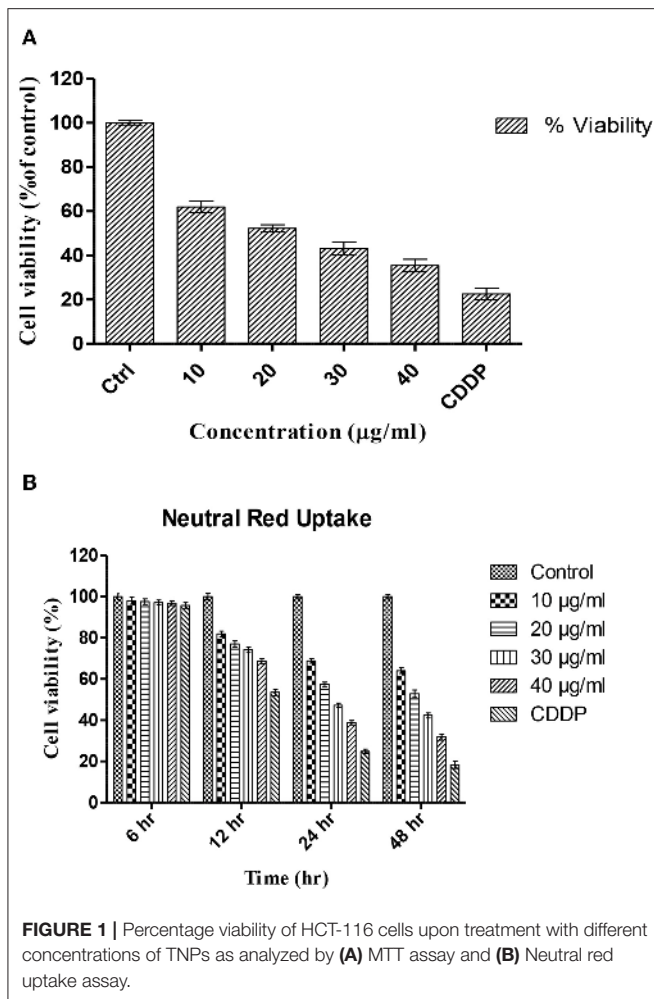 A
120
100
80
60
40
20
0
Cell viability (%of control)
% Viability
Ctrl
10
20
30
40
CDDP
Concentration (µg/ml)
B
Neutral Red Uptake
120
100
80
60
40
20
0
Cell viability (%)
Control
10 µg/ml
20 µg/ml
30 µg/ml
40 µg/ml
CDDP
6 hr
12 hr
24 hr
48 hr
Time (hr)
FIGURE 1 | Percentage viability of HCT-116 cells upon treatment with different
concentrations of TNPs as analyzed by (A) MTT assay and (B) Neutral red
uptake assay.